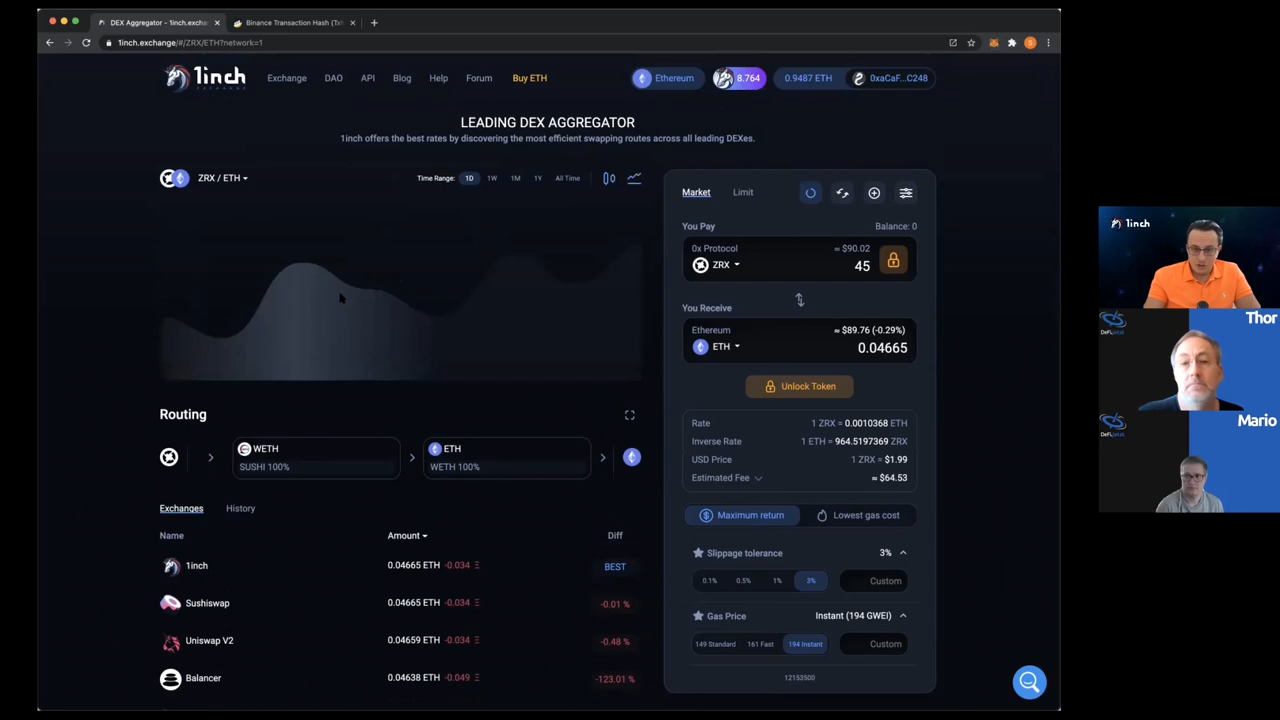 DEX Aggregator - 1inch.exchan
Binance Transaction Hash (Txh
1inch.exchange/#/ZRX/ETH?network=1
S
1inch
EXCHANGE
Exchange
DAO
API
Blog
Help
Forum
Buy ETH
Ethereum
8.764
0.9487 ETH
0xaCaF...C248
LEADING DEX AGGREGATOR
1inch offers the best rates by discovering the most efficient swapping routes across all leading DEXes.
ZRX / ETH
Time Range:
1D
1W
1M
1Y
All Time
Market
Limit
You Pay
Balance: 0
0x Protocol
≈ $90.02
ZRX
45
You Receive
Ethereum
≈ $89.76 (-0.29%)
ETH
0.04665
Unlock Token
Rate
1 ZRX = 0.0010368 ETH
Inverse Rate
1 ETH = 964.5197369 ZRX
USD Price
1 ZRX = $1.99
Estimated Fee
≈ $64.53
Maximum return
Lowest gas cost
Slippage tolerance
3%
0.1%
0.5%
1%
3%
Custom
Gas Price
Instant (194 GWEI)
149 Standard
161 Fast
194 Instant
Custom
12153500
Routing
WETH
SUSHI 100%
ETH
WETH 100%
Exchanges
History
Name
Amount
Diff
1inch
0.04665 ETH -0.034 Ξ
BEST
Sushiswap
0.04665 ETH -0.034 Ξ
-0.01 %
Uniswap V2
0.04659 ETH -0.034 Ξ
-0.48 %
Balancer
0.04638 ETH -0.049 Ξ
-123.01 %
1inch
Thor
Mario